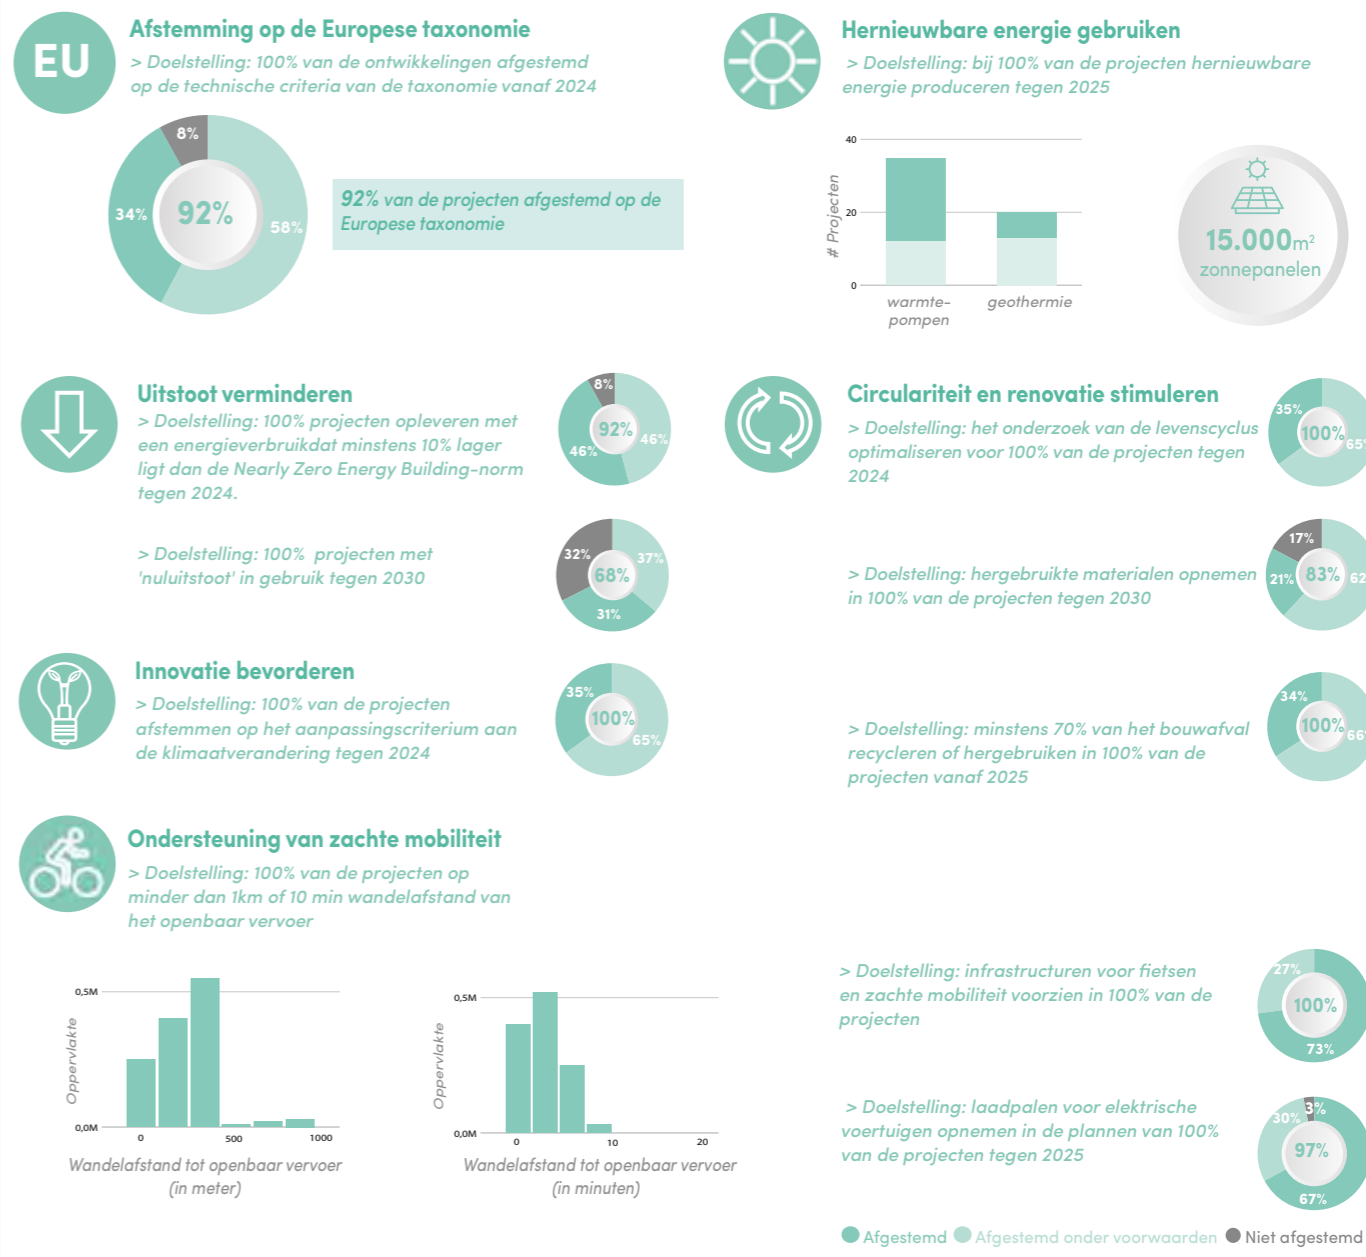 EU
Afstemming op de Europese taxonomie
> Doelstelling: 100% van de ontwikkelingen afgestemd
op de technische criteria van de taxonomie vanaf 2024
8%
34%
92%
58%
92% van de projecten afgestemd op de
Europese taxonomie
Hernieuwbare energie gebruiken
> Doelstelling: bij 100% van de projecten hernieuwbare
energie produceren tegen 2025
# Projecten
40
20
0
warmte-
pompen
geothermie
15.000m²
zonnepanelen
Uitstoot verminderen
> Doelstelling: 100% projecten opleveren met
een energieverbruikdat minstens 10% lager
ligt dan de Nearly Zero Energy Building-norm
tegen 2024.
8%
92%
46%
46%
> Doelstelling: 100% projecten met
'nuluitstoot' in gebruik tegen 2030
32%
37%
68%
31%
Innovatie bevorderen
> Doelstelling: 100% van de projecten
afstemmen op het aanpassingscriterium aan
de klimaatverandering tegen 2024
35%
100%
65%
Circulariteit en renovatie stimuleren
> Doelstelling: het onderzoek van de levenscyclus
optimaliseren voor 100% van de projecten tegen
2024
35%
100%
65%
> Doelstelling: hergebruikte materialen opnemen
in 100% van de projecten tegen 2030
17%
21%
83%
62
> Doelstelling: minstens 70% van het bouwafval
recycleren of hergebruiken in 100% van de
projecten vanaf 2025
34%
100%
66%
Ondersteuning van zachte mobiliteit
> Doelstelling: 100% van de projecten op
minder dan 1km of 10 min wandelafstand van
het openbaar vervoer
Oppervlakte
0,5M
0,0M
0
500
1000
Wandelafstand tot openbaar vervoer
(in meter)
Oppervlakte
0,5M
0,0M
0
10
20
Wandelafstand tot openbaar vervoer
(in minuten)
> Doelstelling: infrastructuren voor fietsen
en zachte mobiliteit voorzien in 100% van de
projecten
27%
100%
73%
> Doelstelling: laadpalen voor elektrische
voertuigen opnemen in de plannen van 100%
van de projecten tegen 2025
3%
30%
97%
67%
Afgestemd Afgestemd onder voorwaarden Niet afgestemd